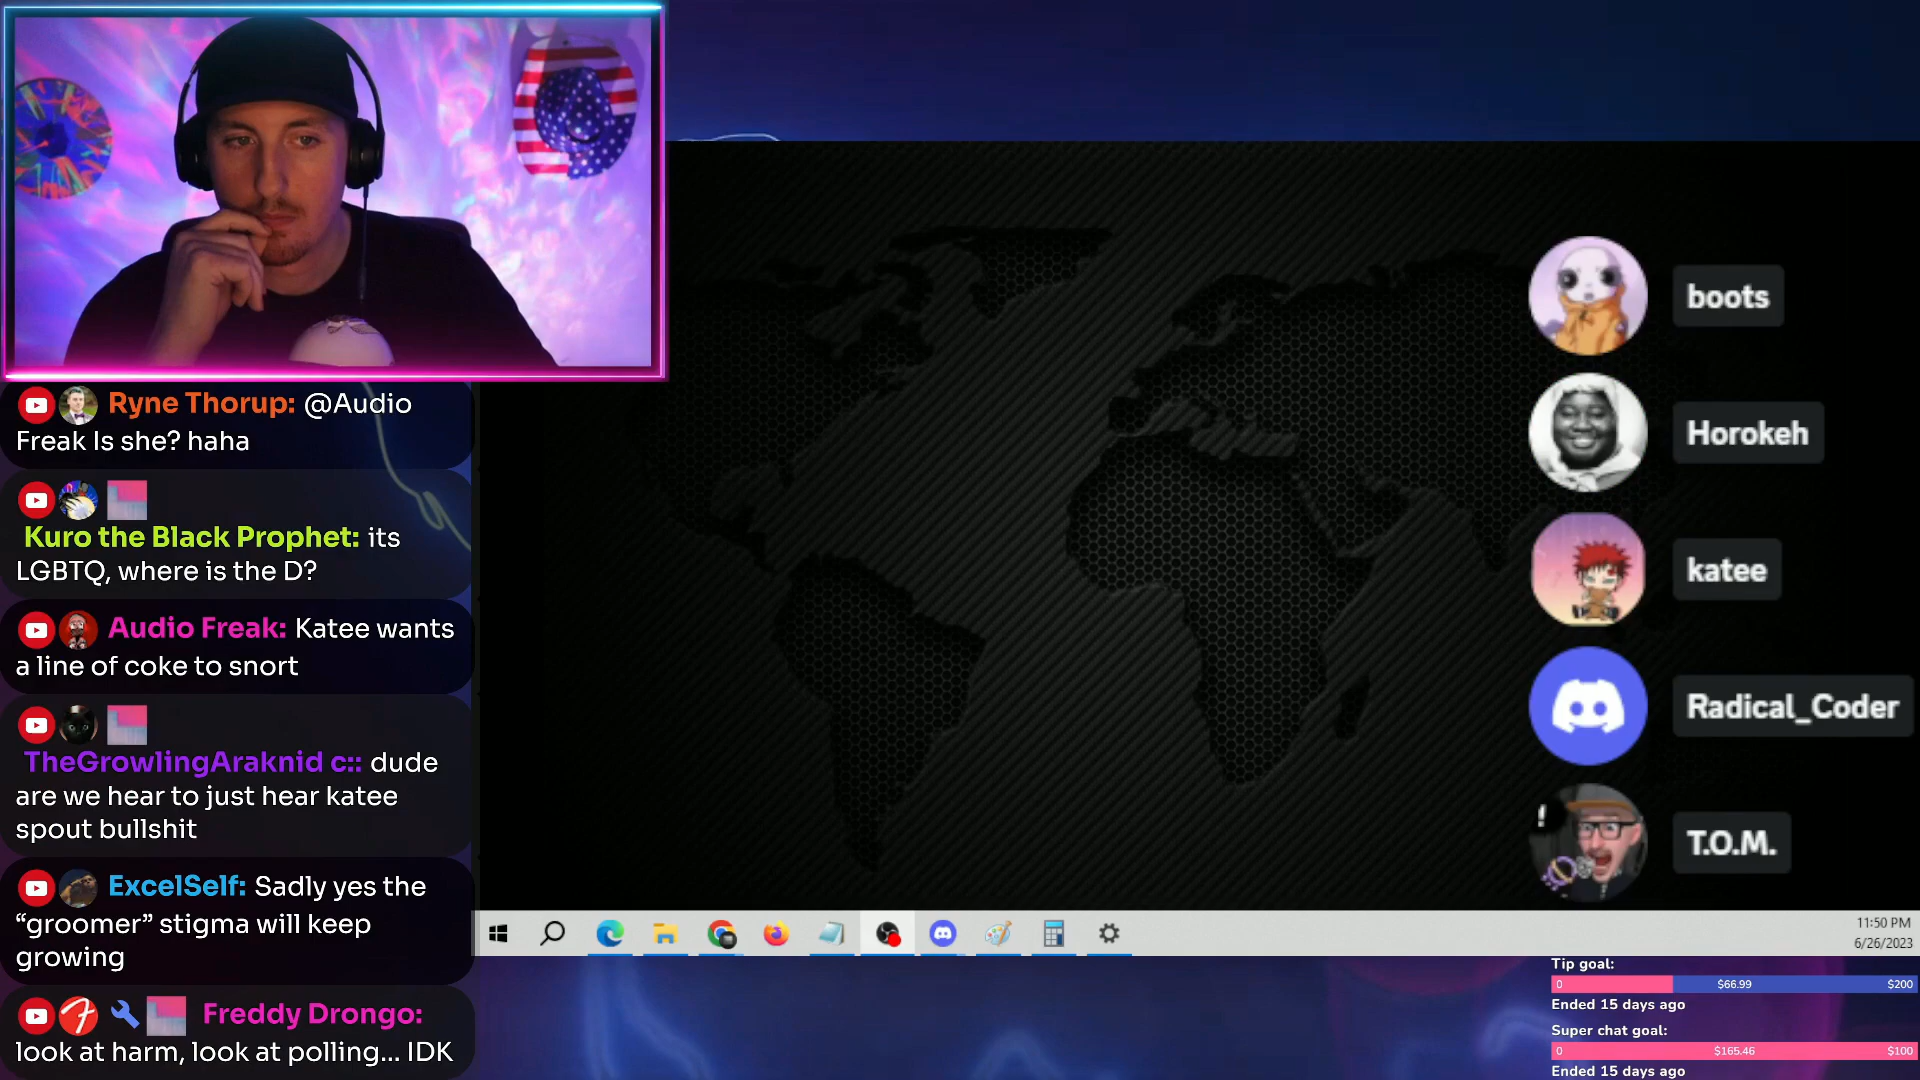 Ryne Thorup: @Audio
Freak Is she? haha
Kuro the Black Prophet: its
LGBTQ, where is the D?
Audio Freak: Katee wants
a line of coke to snort
TheGrowlingAraknid c:: dude
are we hear to just hear katee
spout bullshit
ExcelSelf: Sadly yes the
“groomer” stigma will keep
growing
Freddy Drongo:
look at harm, look at polling... IDK
boots
Horokeh
katee
Radical_Coder
!
T.O.M.
11:50 PM
6/26/2023
Tip goal:
0 $66.99 $200
Ended 15 days ago
Super chat goal:
0 $165.46 $100
Ended 15 days ago